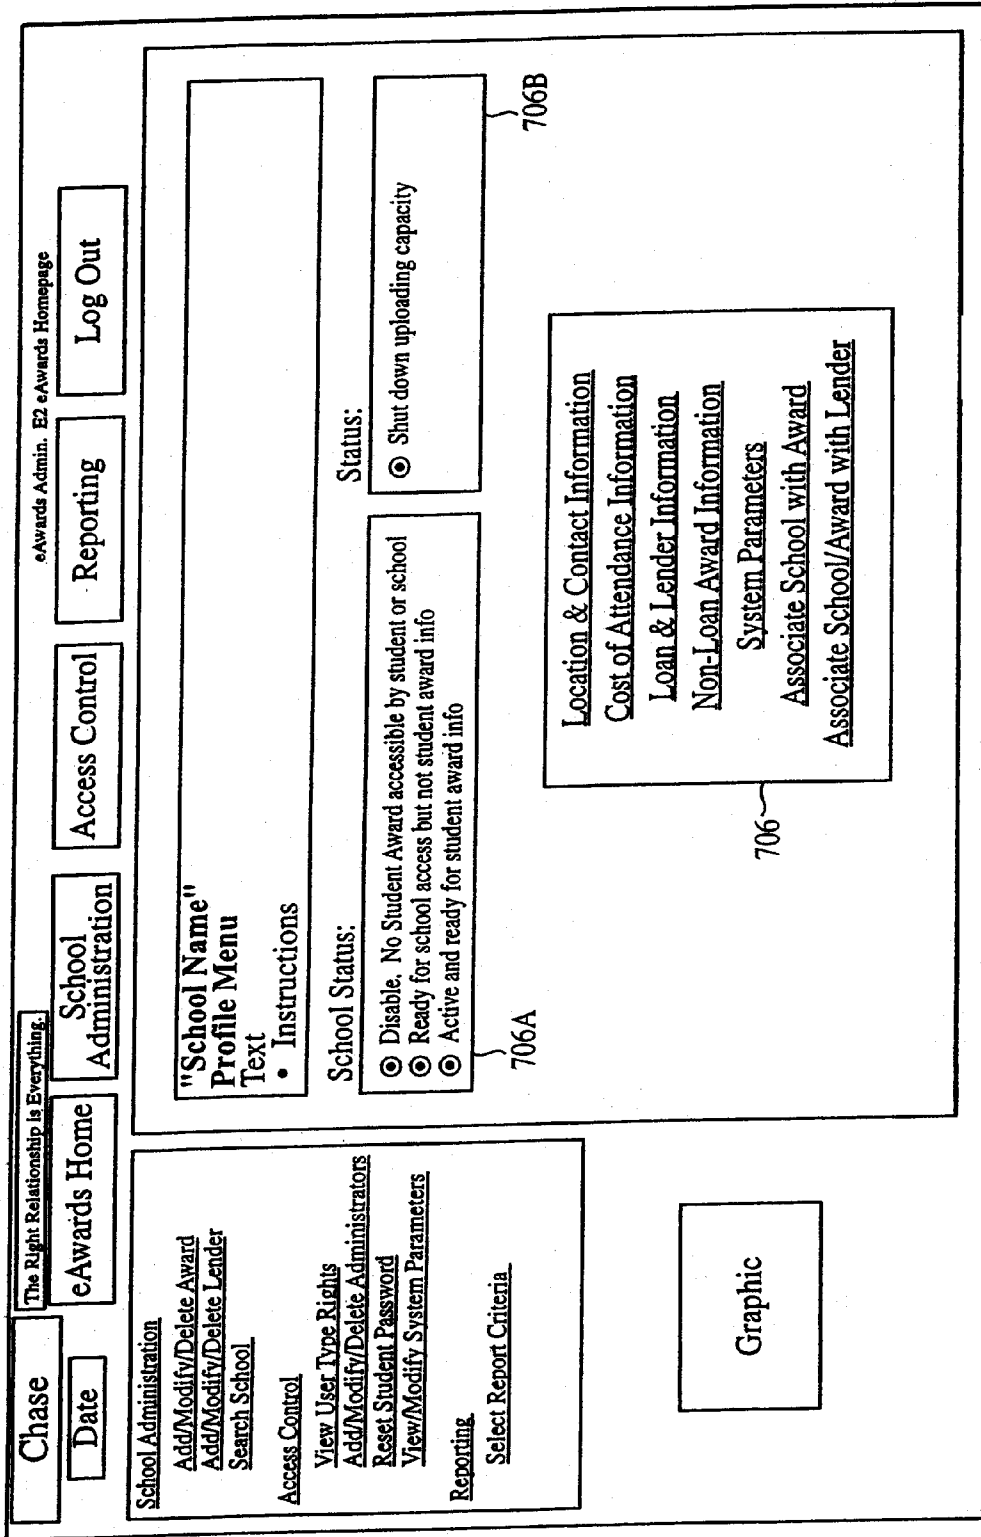 Chase
The Right Relationship is Everything.
eAwards Admin. E2 eAwards Homepage
Date
eAwards Home
School
Administration
Access Control
Reporting
Log Out
School Administration
Add/Modify/Delete Award
Add/Modify/Delete Lender
Search School
Access Control
View User Type Rights
Add/Modify/Delete Administrators
Reset Student Password
View/Modify System Parameters
Reporting
Select Report Criteria
Graphic
"School Name"
Profile Menu
Text
• Instructions
School Status:
Disable. No Student Award accessible by student or school
Ready for school access but not student award info
Active and ready for student award info
706A
Status:
Shut down uploading capacity
706B
Location & Contact Information
Cost of Attendance Information
Loan & Lender Information
Non-Loan Award Information
System Parameters
Associate School with Award
Associate School/Award with Lender
706